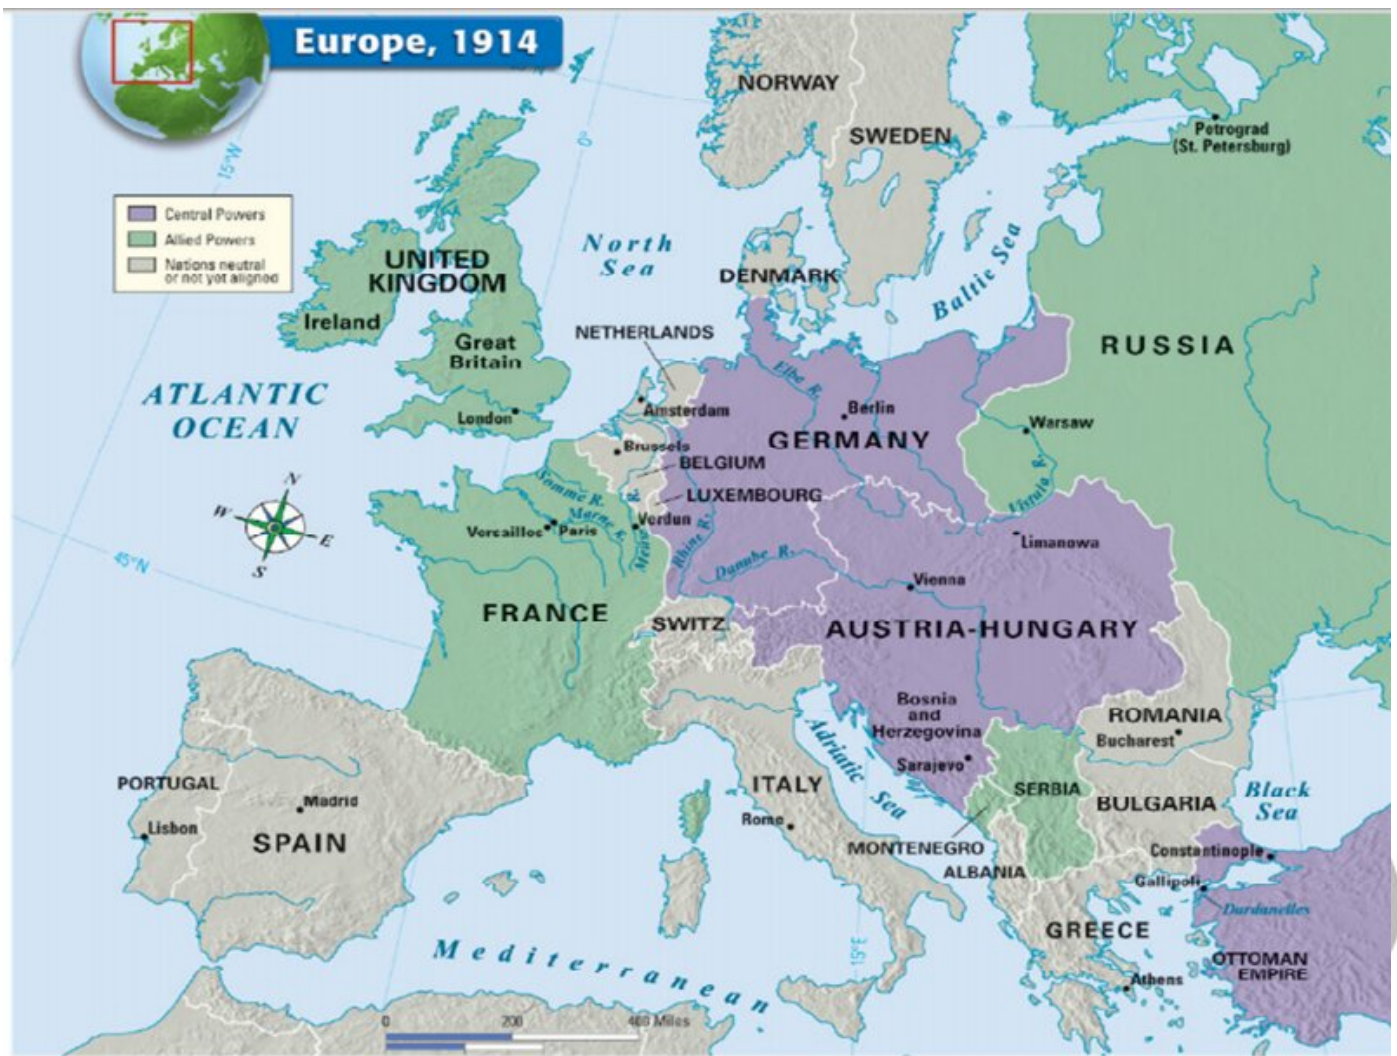 Europe, 1914
Central Powers
Allied Powers
Nations neutral
or not yet aligned
NORWAY
SWEDEN
Petrograd
(St. Petersburg)
15°W
0°
North
Sea
DENMARK
Baltic Sea
UNITED
KINGDOM
Ireland
Great
Britain
London
NETHERLANDS
Amsterdam
RUSSIA
ATLANTIC
OCEAN
Elbe R.
Berlin
GERMANY
Warsaw
Vistula R.
Brussels
BELGIUM
LUXEMBOURG
Somme R.
Marne R.
Verdun
Meuse R.
Rhine R.
Versailles
Paris
N
W
E
S
45°N
Limanowa
Danube R.
Vienna
FRANCE
SWITZ
AUSTRIA-HUNGARY
Bosnia
and
Herzegovina
Sarajevo
ROMANIA
Bucharest
Adriatic
Sea
ITALY
Rome
SERBIA
BULGARIA
Black
Sea
PORTUGAL
Lisbon
Madrid
SPAIN
MONTENEGRO
ALBANIA
Constantinople
Gallipoli
Dardanelles
GREECE
Athens
OTTOMAN
EMPIRE
Mediterranean
15°E
0 200 400 Miles